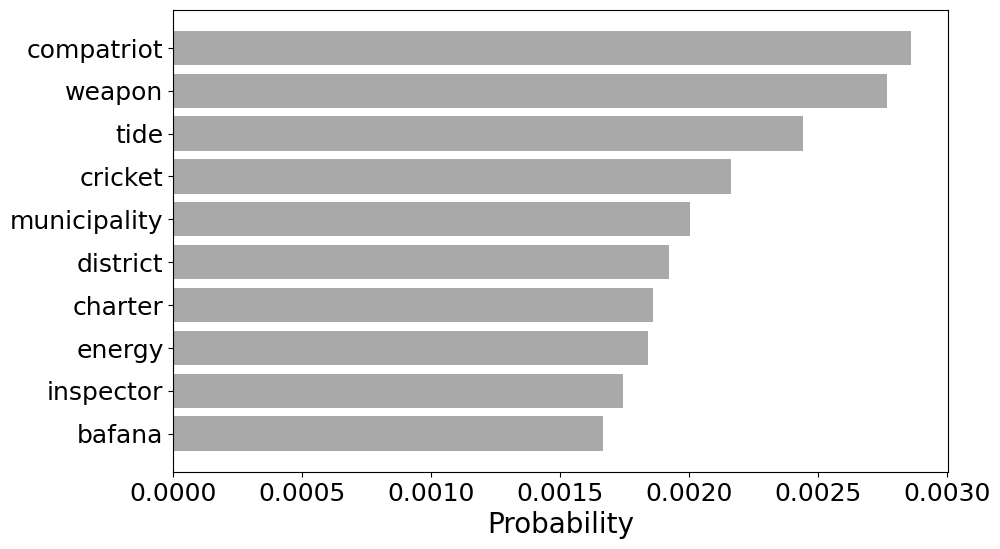 compatriot
weapon
tide
cricket
municipality
district
charter
energy
inspector
bafana
0.0000 0.0005 0.0010 0.0015 0.0020 0.0025 0.0030
Probability